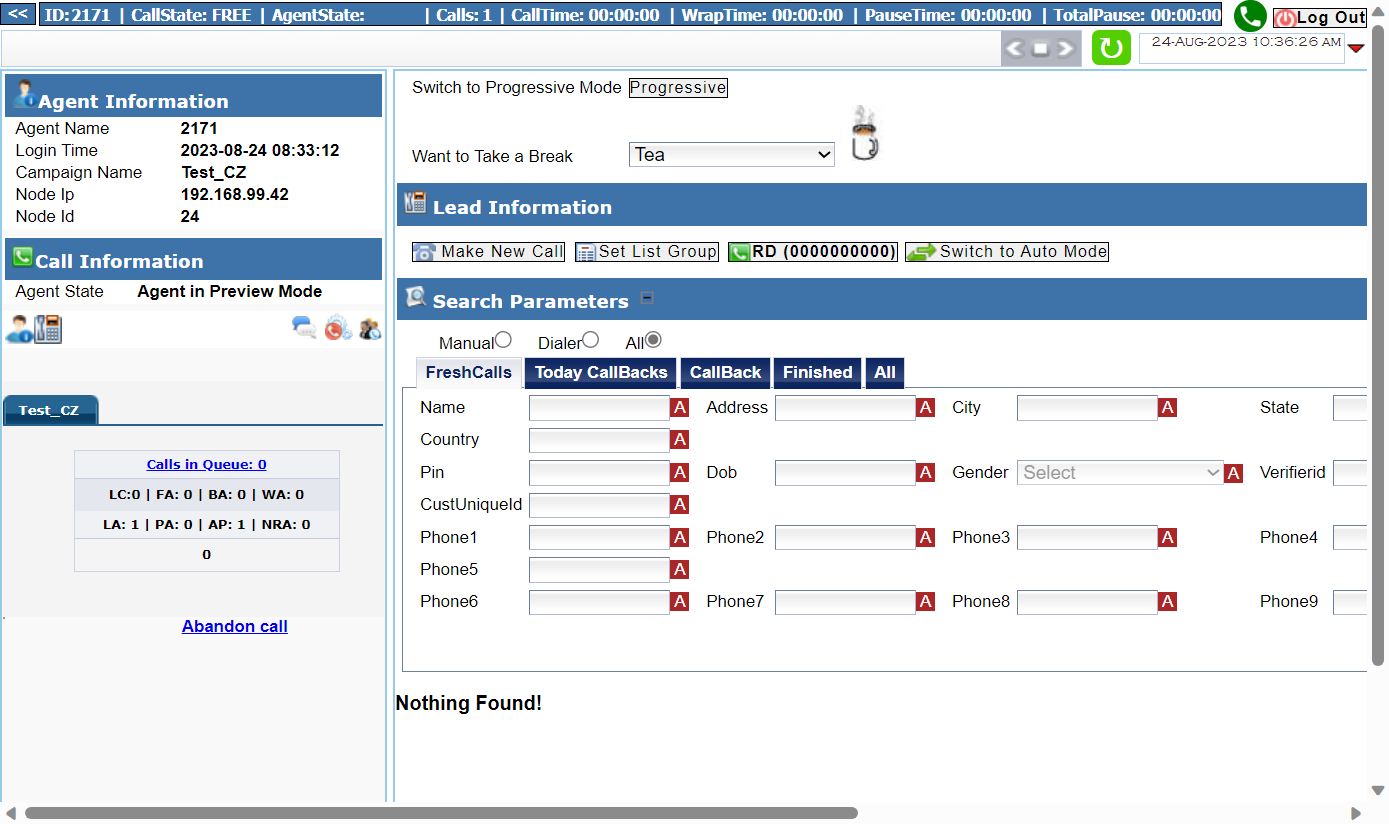 << ID:2171 | CallState: FREE | AgentState: | Calls: 1 | CallTime: 00:00:00 | WrapTime: 00:00:00 | PauseTime: 00:00:00 | TotalPause: 00:00:00 Log Out
24-AUG-2023 10:36:26 AM
Agent Information
Agent Name 2171
Login Time 2023-08-24 08:33:12
Campaign Name Test_CZ
Node Ip 192.168.99.42
Node Id 24
Call Information
Agent State Agent in Preview Mode
Test_CZ
Calls in Queue: 0
LC:0 | FA: 0 | BA: 0 | WA: 0
LA: 1 | PA: 0 | AP: 1 | NRA: 0
0
Abandon call
Switch to Progressive Mode Progressive
Want to Take a Break Tea
Lead Information
Make New Call Set List Group RD (0000000000) Switch to Auto Mode
Search Parameters
Manual Dialer All
FreshCalls Today CallBacks CallBack Finished All
Name A Address A City A State
Country A
Pin A Dob A Gender Select A Verifierid
CustUniqueId A
Phone1 A Phone2 A Phone3 A Phone4
Phone5 A
Phone6 A Phone7 A Phone8 A Phone9
Nothing Found!